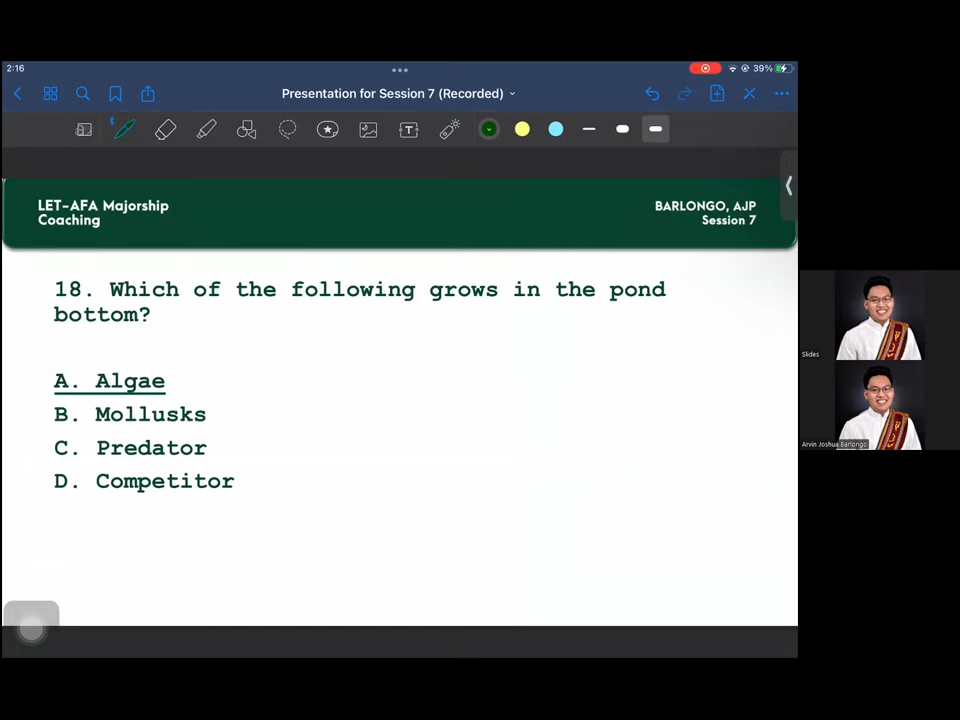 2:16
39%
Presentation for Session 7 (Recorded)
T
LET-AFA Majorship
Coaching
BARLONGO, AJP
Session 7
18. Which of the following grows in the pond
bottom?
A. Algae
B. Mollusks
C. Predator
D. Competitor
Slides
Arvin Joshua Barlongo